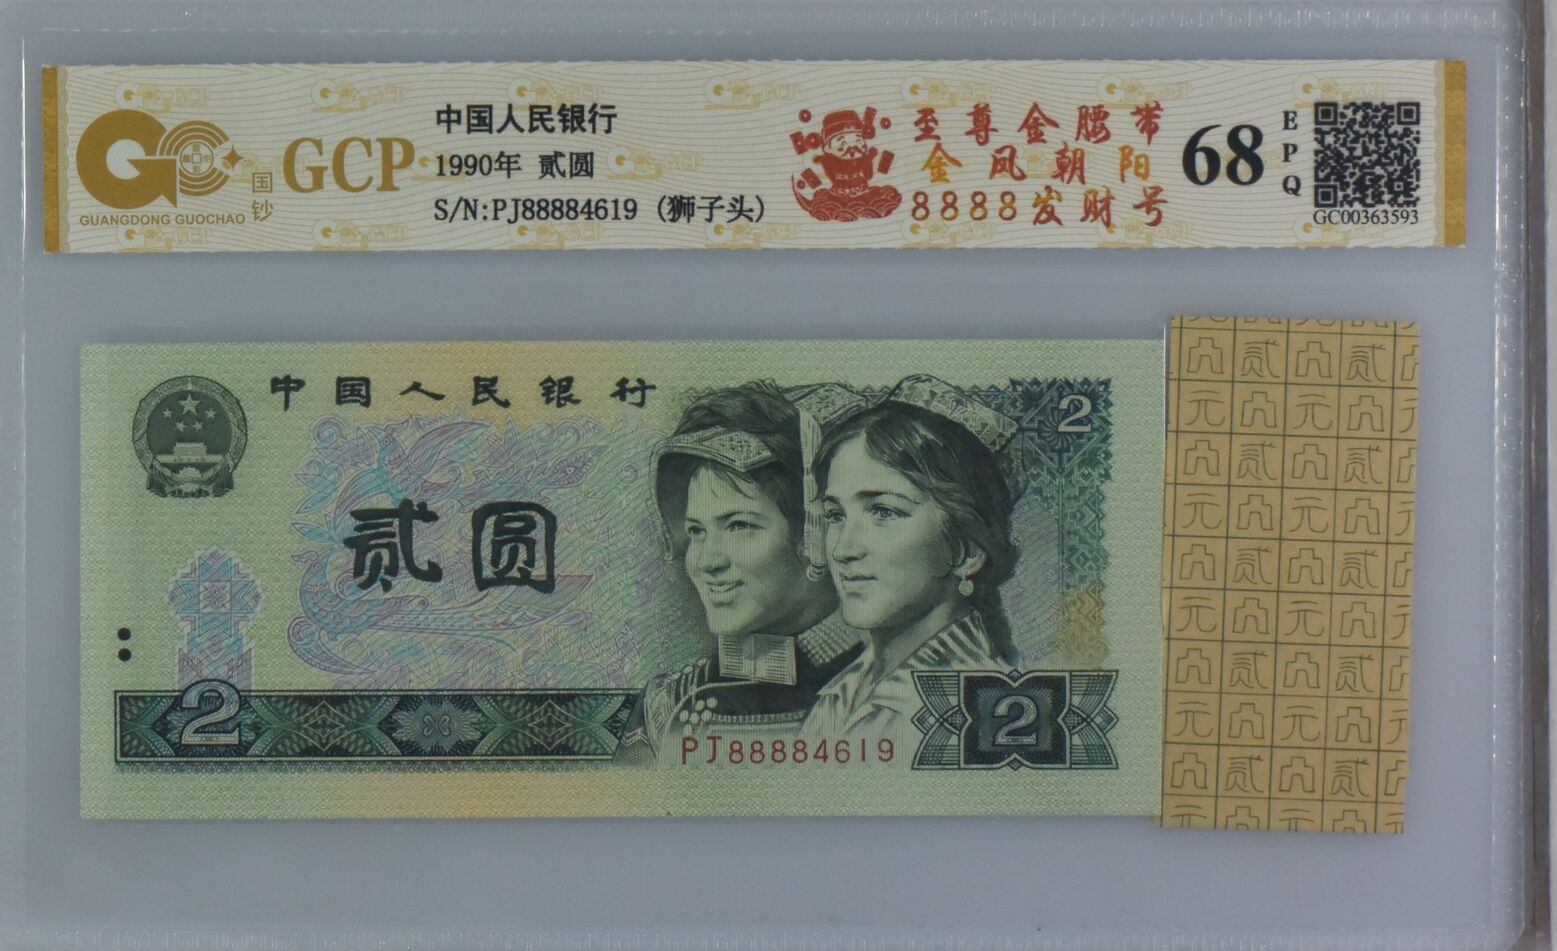 GCP
国钞
GUANGDONG GUOCHAO
中国人民银行
1990年 贰圆
S/N:PJ88884619 (狮子头)
至尊金腰带
金凤朝阳
8888发财号
68
EPQ
GC00363593
中国人民银行
2
贰圆
2
PJ88884619
2